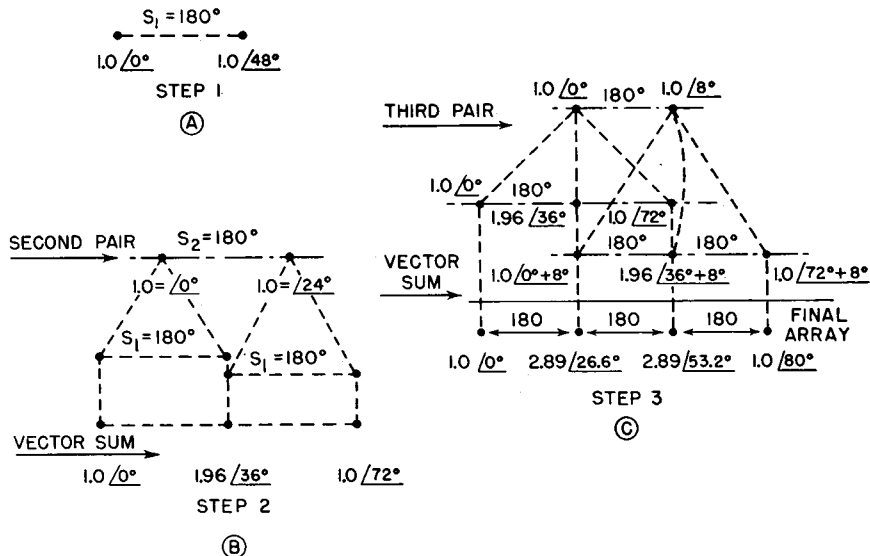 S₁ = 180°
1.0 /0° 1.0 /48°
STEP 1
A
SECOND PAIR
S₂ = 180°
1.0 = /0° 1.0 = /24°
S₁ = 180°
S₁ = 180°
VECTOR SUM
1.0 /0° 1.96 /36° 1.0 /72°
STEP 2
B
1.0 /0° 180° 1.0 /8°
THIRD PAIR
1.0 /0° 180°
1.96 /36° 1.0 /72°
180° 180°
VECTOR
SUM
1.0 /0°+8° 1.96 /36°+8° 1.0 /72°+8°
180 180 180
FINAL
ARRAY
1.0 /0° 2.89 /26.6° 2.89 /53.2° 1.0 /80°
STEP 3
C